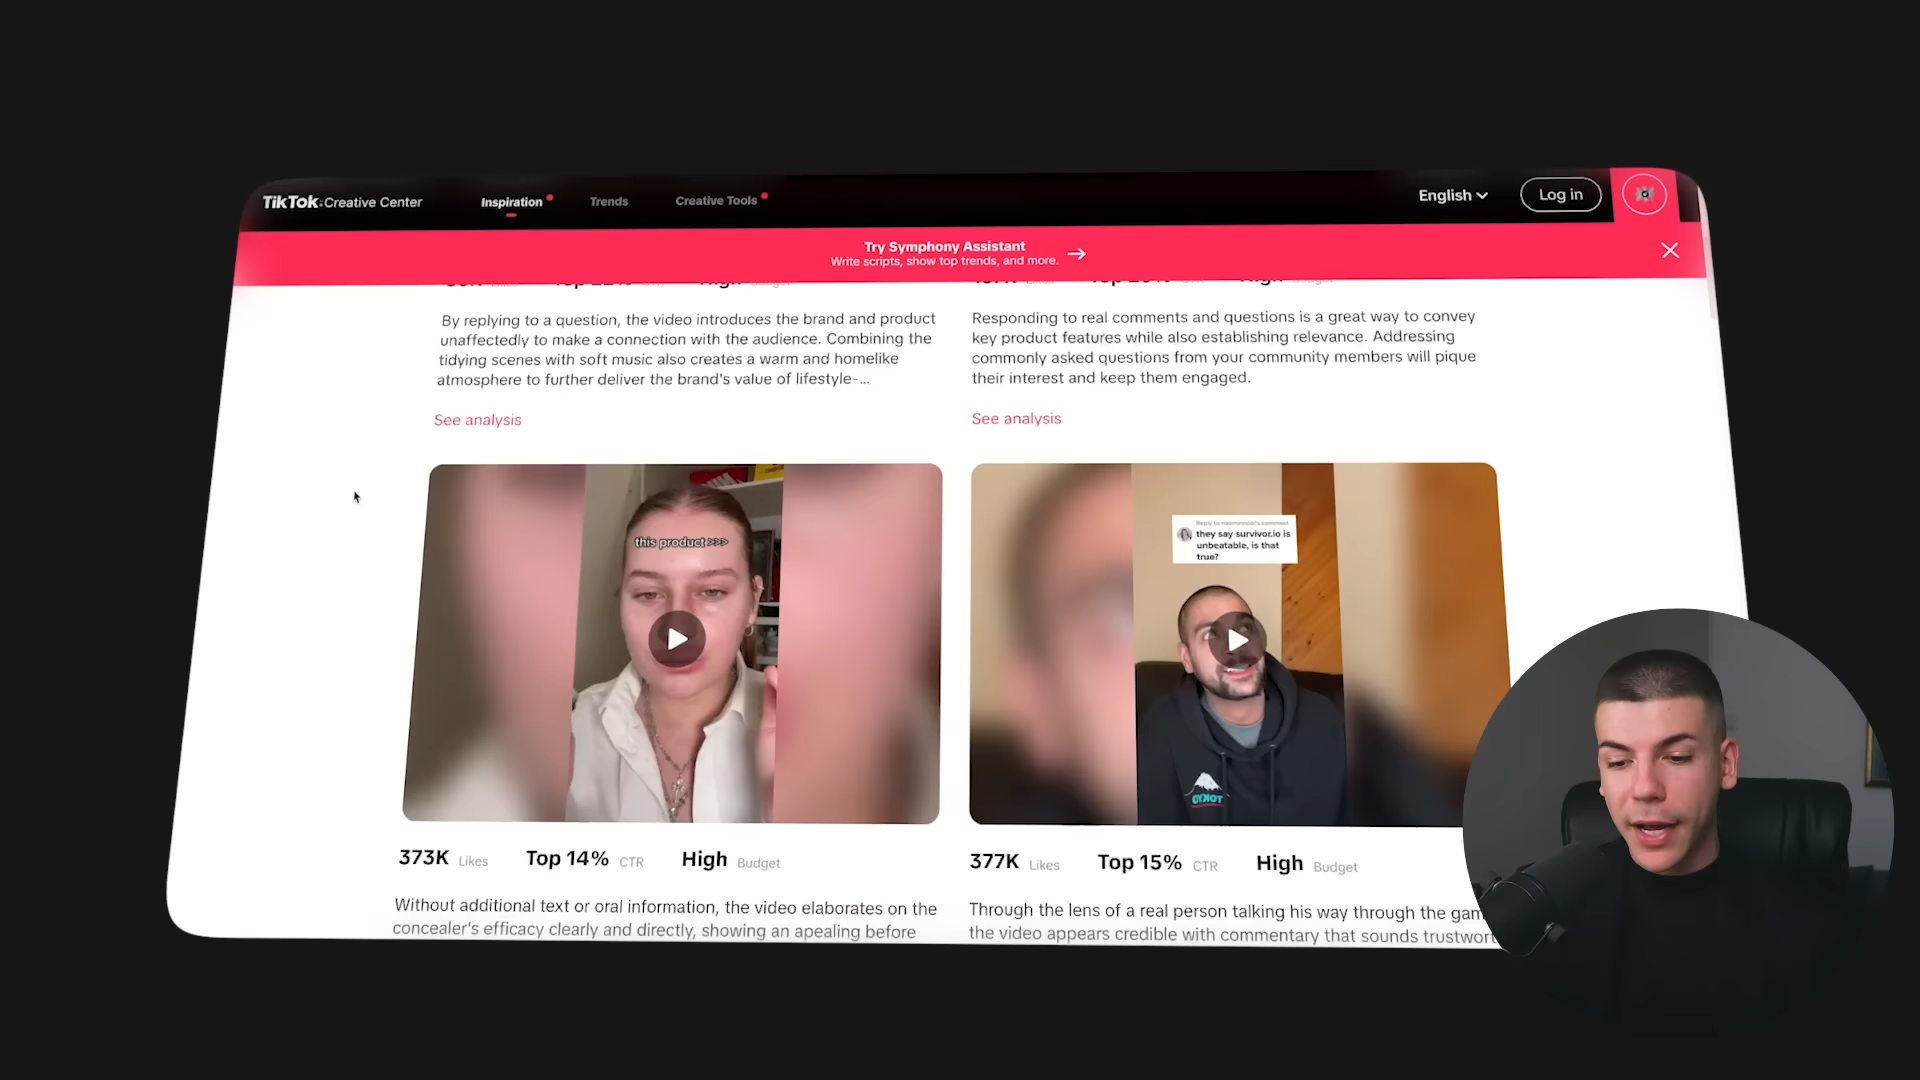 TikTok: Creative Center
Inspiration
Trends
Creative Tools
English
Log in
Try Symphony Assistant
Write scripts, show top trends, and more.
By replying to a question, the video introduces the brand and product
unaffectedly to make a connection with the audience. Combining the
tidying scenes with soft music also creates a warm and homelike
atmosphere to further deliver the brand's value of lifestyle-...
See analysis
Responding to real comments and questions is a great way to convey
key product features while also establishing relevance. Addressing
commonly asked questions from your community members will pique
their interest and keep them engaged.
See analysis
this product >>>
they say survivor.io is
unbeatable, is that
true?
TOKYO
373K Likes Top 14% CTR High Budget
377K Likes Top 15% CTR High Budget
Without additional text or oral information, the video elaborates on the
concealer's efficacy clearly and directly, showing an apealing before
Through the lens of a real person talking his way through the gam
the video appears credible with commentary that sounds trustwort